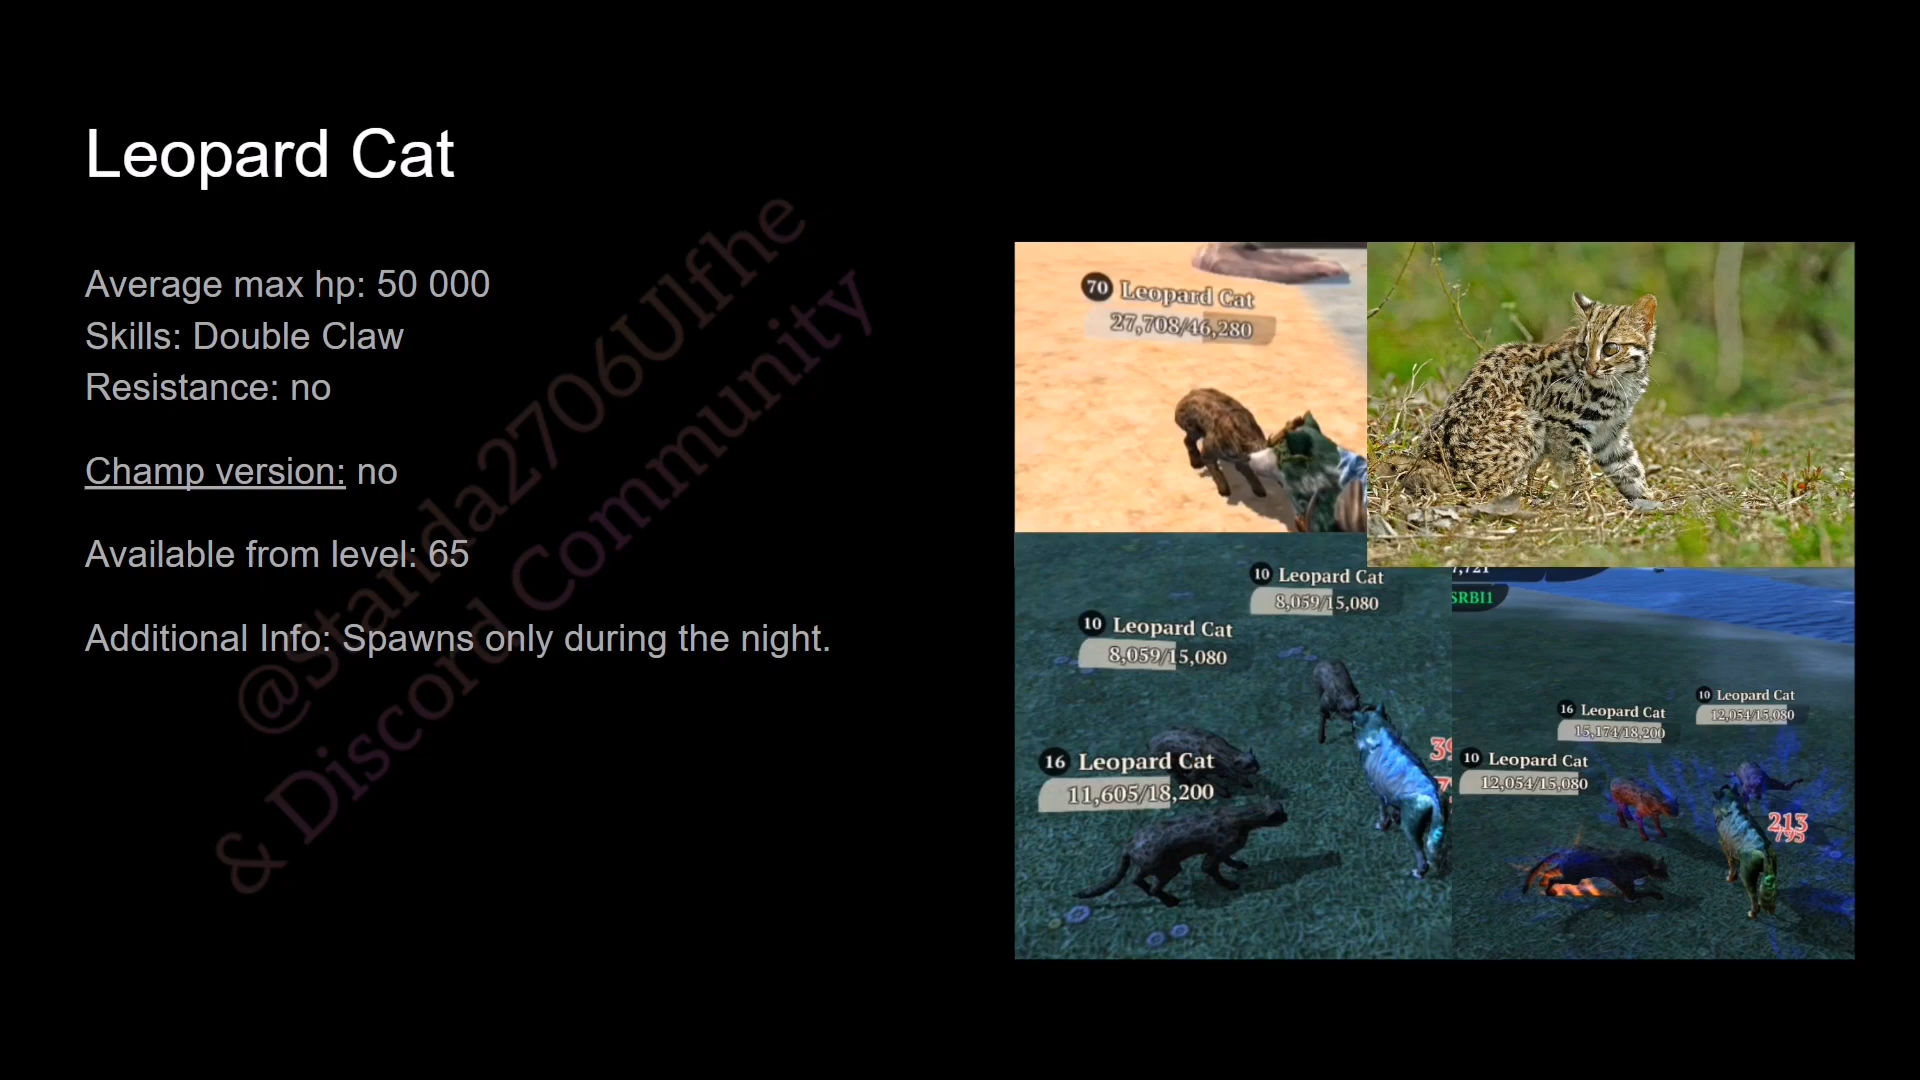 Leopard Cat
Average max hp: 50 000
Skills: Double Claw
Resistance: no
Champ version: no
Available from level: 65
Additional Info: Spawns only during the night.
@Standa2706Ulfhe
& Discord Community
70 Leopard Cat
27,708/46,280
10 Leopard Cat
8,059/15,080
10 Leopard Cat
8,059/15,080
16 Leopard Cat
11,605/18,200
SRBI1
10 Leopard Cat
12,054/15,080
16 Leopard Cat
15,174/18,200
10 Leopard Cat
12,054/15,080
213
795